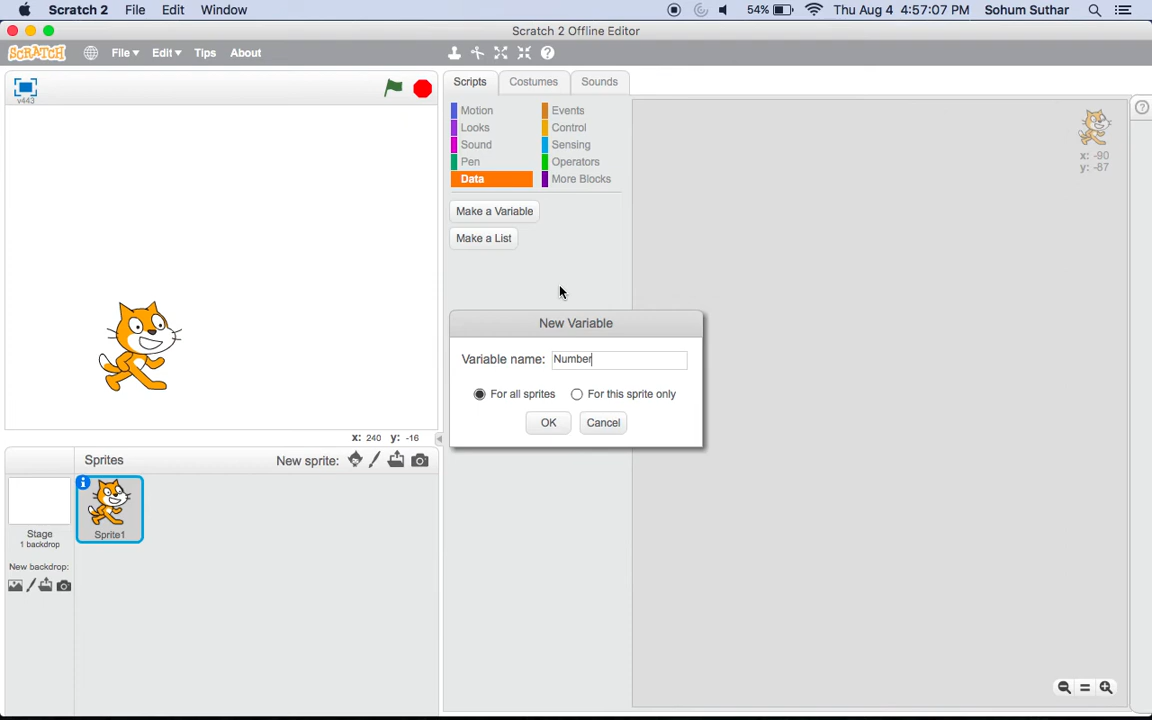 Scratch 2 File Edit Window 54% Thu Aug 4 4:57:07 PM Sohum Suthar
Scratch 2 Offline Editor
SCRATCH File Edit Tips About
v443
Scripts Costumes Sounds
Motion Events
Looks Control
Sound Sensing
Pen Operators
Data More Blocks
Make a Variable
Make a List
x: -90
y: -87
New Variable
Variable name: Number
For all sprites For this sprite only
OK Cancel
X: 240 y: -16
Sprites New sprite:
Stage
1 backdrop
Sprite1
New backdrop: